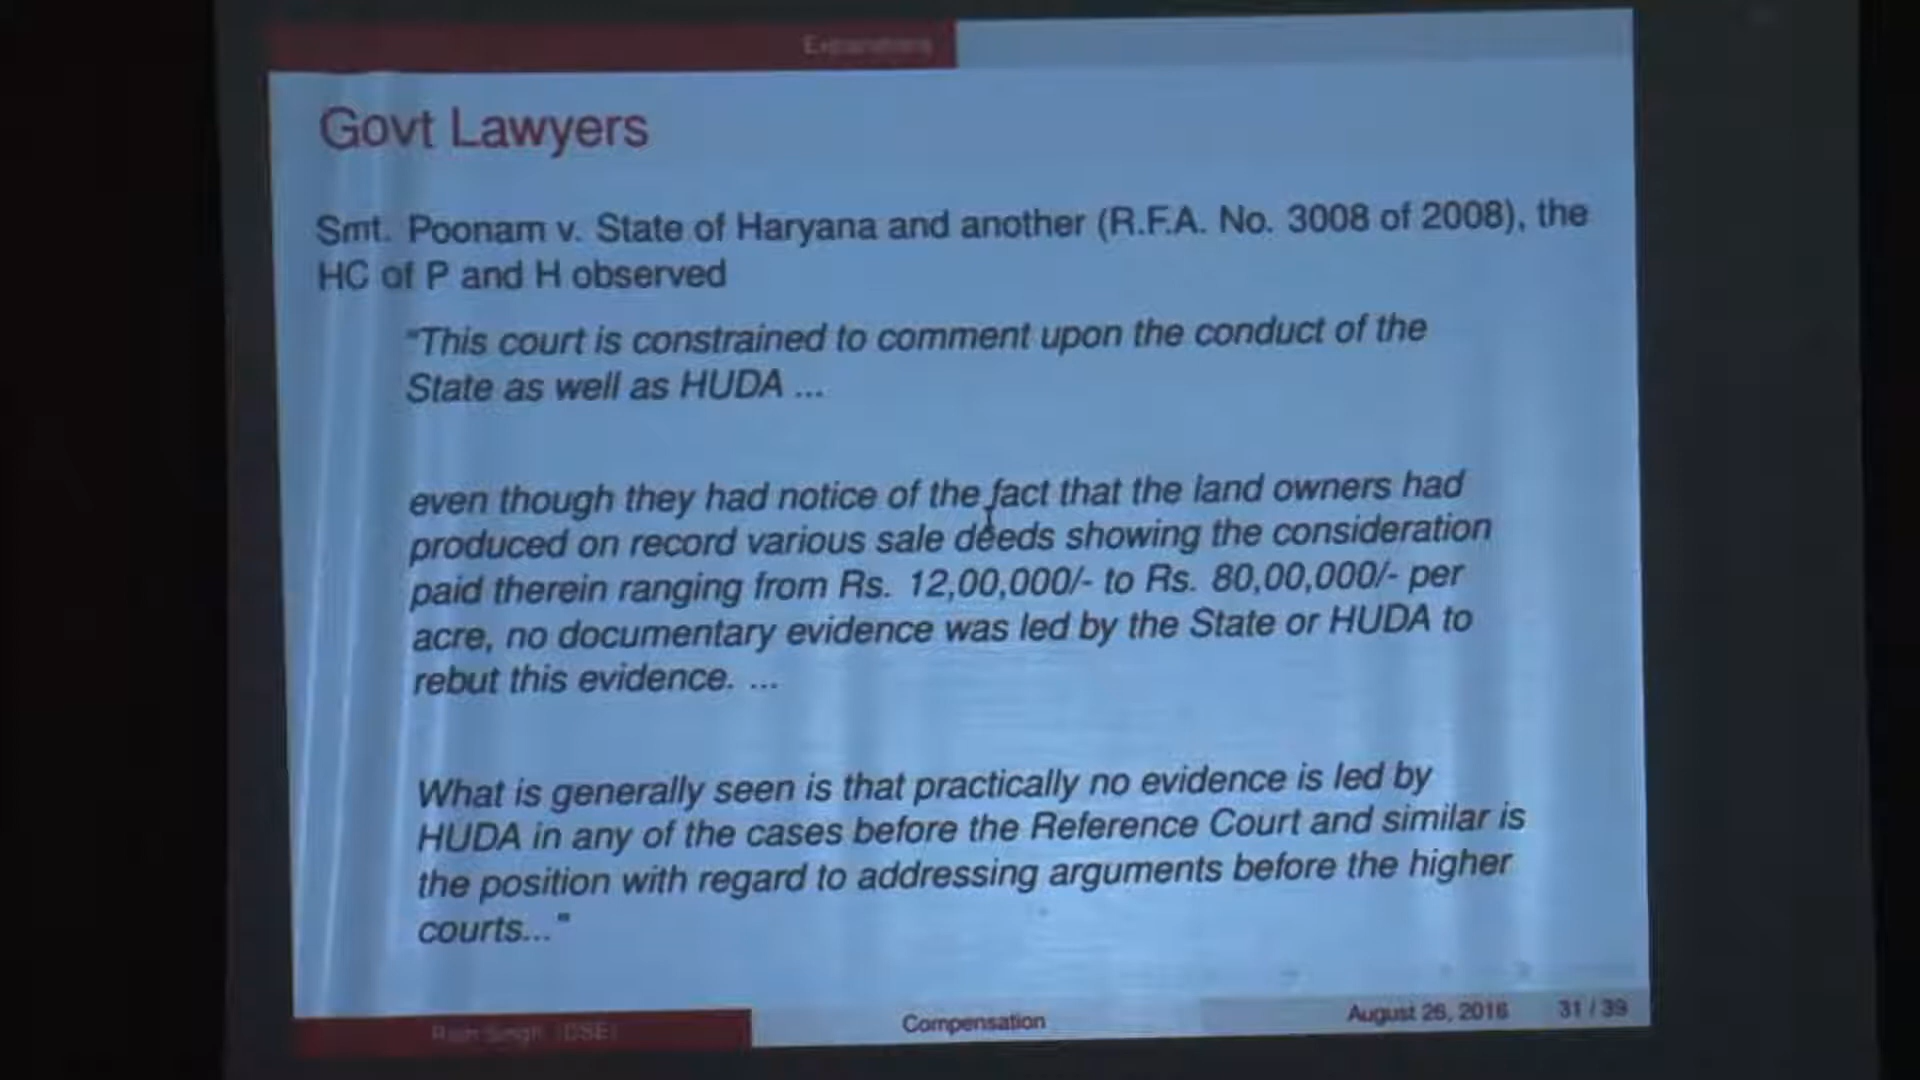 Explanations
Govt Lawyers
Smt. Poonam v. State of Haryana and another (R.F.A. No. 3008 of 2008), the
HC of P and H observed
"This court is constrained to comment upon the conduct of the
State as well as HUDA ...
even though they had notice of the fact that the land owners had
produced on record various sale deeds showing the consideration
paid therein ranging from Rs. 12,00,000/- to Rs. 80,00,000/- per
acre, no documentary evidence was led by the State or HUDA to
rebut this evidence. ...
What is generally seen is that practically no evidence is led by
HUDA in any of the cases before the Reference Court and similar is
the position with regard to addressing arguments before the higher
courts..."
Ram Singh (DSE) Compensation August 26, 2016 31 / 39